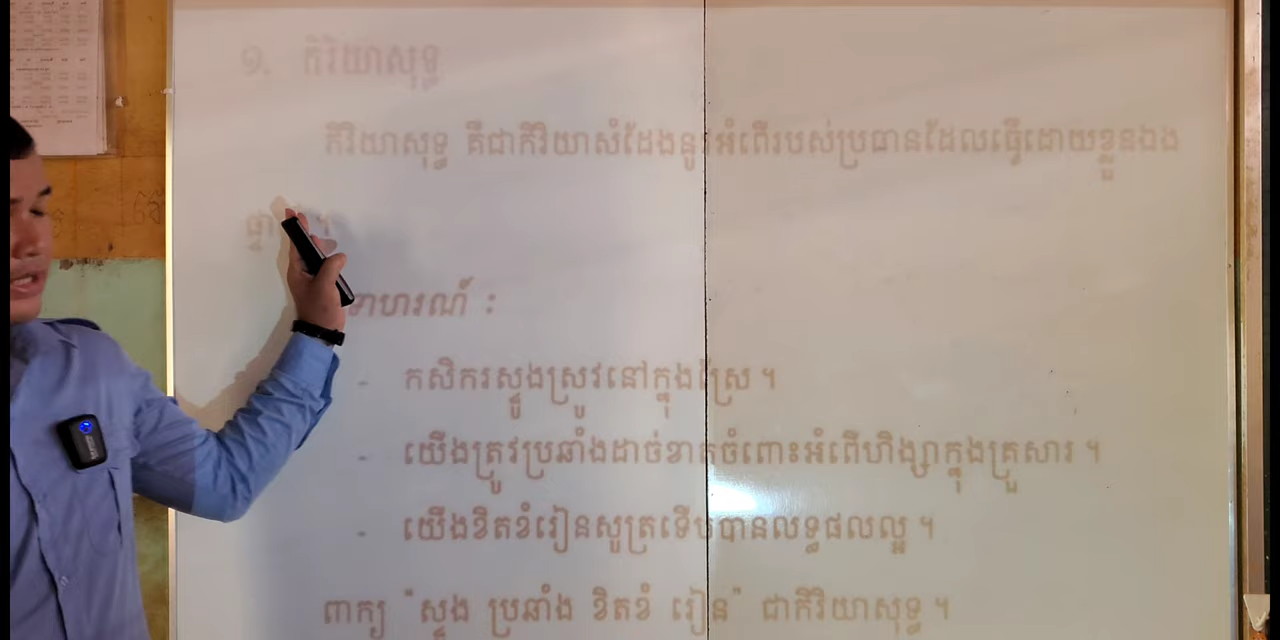 ១. កិរិយាសុទ្ធ
កិរិយាសុទ្ធ គឺជាកិរិយាសំដែងនូវអំពើរបស់ប្រធានដែលធ្វើដោយខ្លួនឯង
ទាហរណ៍ ៖
- កសិករស្ទូងស្រូវនៅក្នុងស្រែ ។
- យើងត្រូវប្រឆាំងដាច់ខាតចំពោះអំពើហិង្សាក្នុងគ្រួសារ ។
- យើងខិតខំរៀនសូត្រទើបបានលទ្ធផលល្អ ។
ពាក្យ "ស្ទូង ប្រឆាំង ខិតខំ រៀន" ជាកិរិយាសុទ្ធ ។